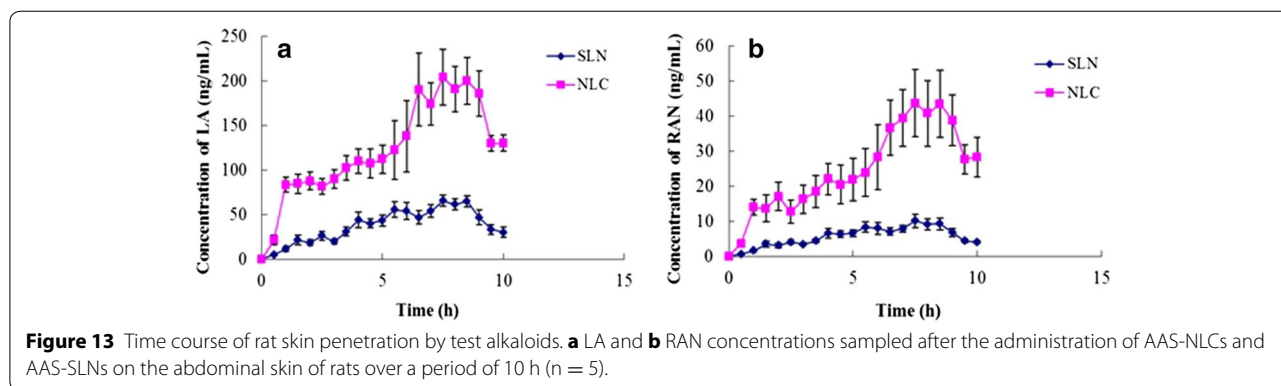 a
SLN
NLC
Concentration of LA (ng/mL)
250
200
150
100
50
0
0
5
10
15
Time (h)
b
SLN
NLC
Concentration of RAN (ng/mL)
60
50
40
30
20
10
0
0
5
10
15
Time (h)
Figure 13 Time course of rat skin penetration by test alkaloids. a LA and b RAN concentrations sampled after the administration of AAS-NLCs and
AAS-SLNs on the abdominal skin of rats over a period of 10 h (n = 5).